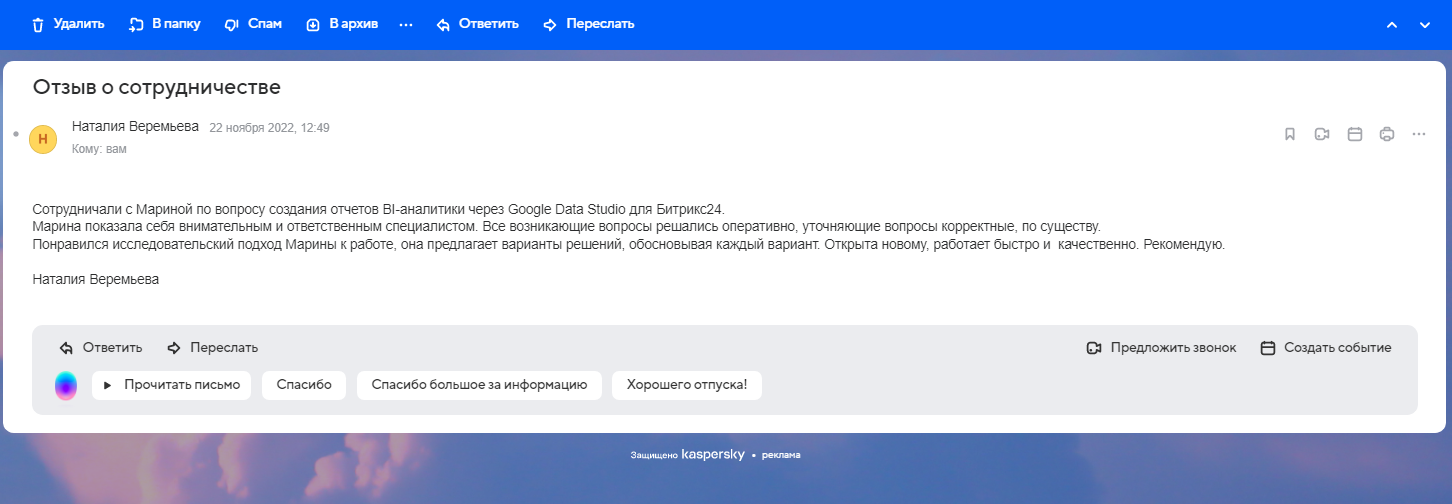 Удалить В папку Спам В архив ... Ответить Переслать
Отзыв о сотрудничестве
Н
Наталия Веремьева 22 ноября 2022, 12:49
Кому: вам
Сотрудничали с Мариной по вопросу создания отчетов BI-аналитики через Google Data Studio для Битрикс24.
Марина показала себя внимательным и ответственным специалистом. Все возникающие вопросы решались оперативно, уточняющие вопросы корректные, по существу.
Понравился исследовательский подход Марины к работе, она предлагает варианты решений, обосновывая каждый вариант. Открыта новому, работает быстро и  качественно. Рекомендую.
Наталия Веремьева
Ответить Переслать Предложить звонок Создать событие
Прочитать письмо Спасибо Спасибо большое за информацию Хорошего отпуска!
Защищено kaspersky • реклама